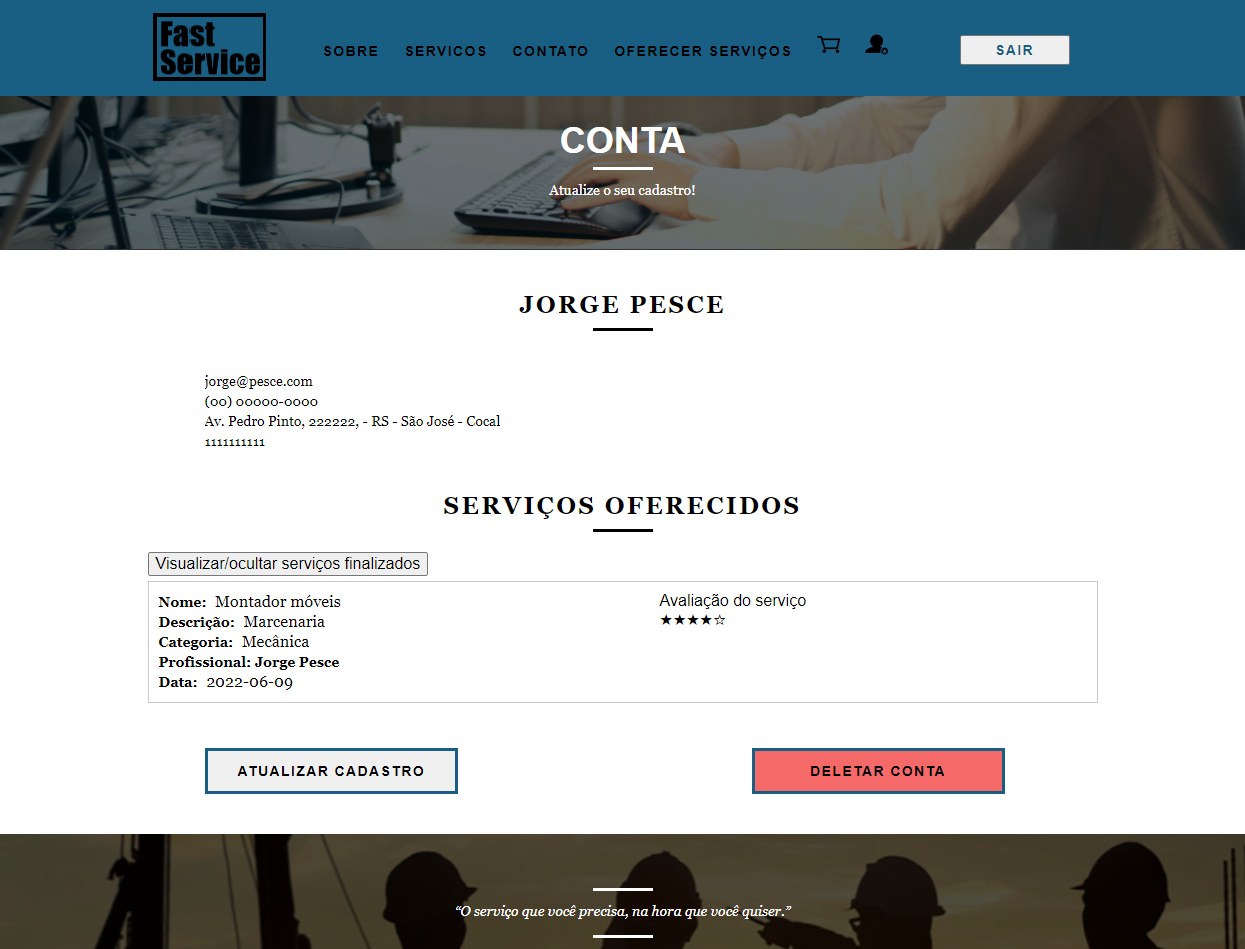 Fast
Service
SOBRE SERVICOS CONTATO OFERECER SERVIÇOS SAIR
CONTA
Atualize o seu cadastro!
JORGE PESCE
jorge@pesce.com
(00) 00000-0000
Av. Pedro Pinto, 222222, - RS - São José - Cocal
1111111111
SERVIÇOS OFERECIDOS
Visualizar/ocultar serviços finalizados
Nome: Montador móveis
Descrição: Marcenaria
Categoria: Mecânica
Profissional: Jorge Pesce
Data: 2022-06-09
Avaliação do serviço
★★★★☆
ATUALIZAR CADASTRO DELETAR CONTA
“O serviço que você precisa, na hora que você quiser.”